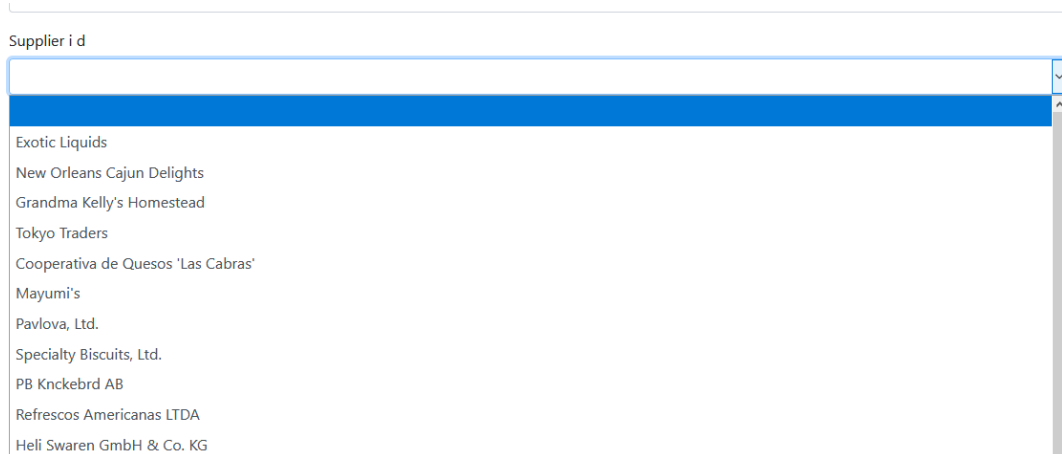 Supplier i d
Exotic Liquids
New Orleans Cajun Delights
Grandma Kelly's Homestead
Tokyo Traders
Cooperativa de Quesos 'Las Cabras'
Mayumi's
Pavlova, Ltd.
Specialty Biscuits, Ltd.
PB Knckebrd AB
Refrescos Americanas LTDA
Heli Swaren GmbH & Co. KG